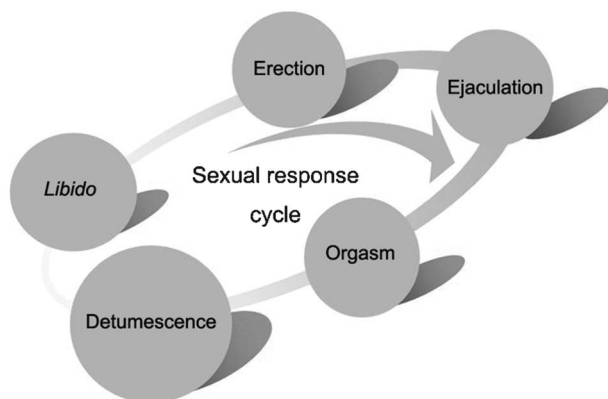 Erection
Ejaculation
Libido
Sexual response
cycle
Orgasm
Detumescence